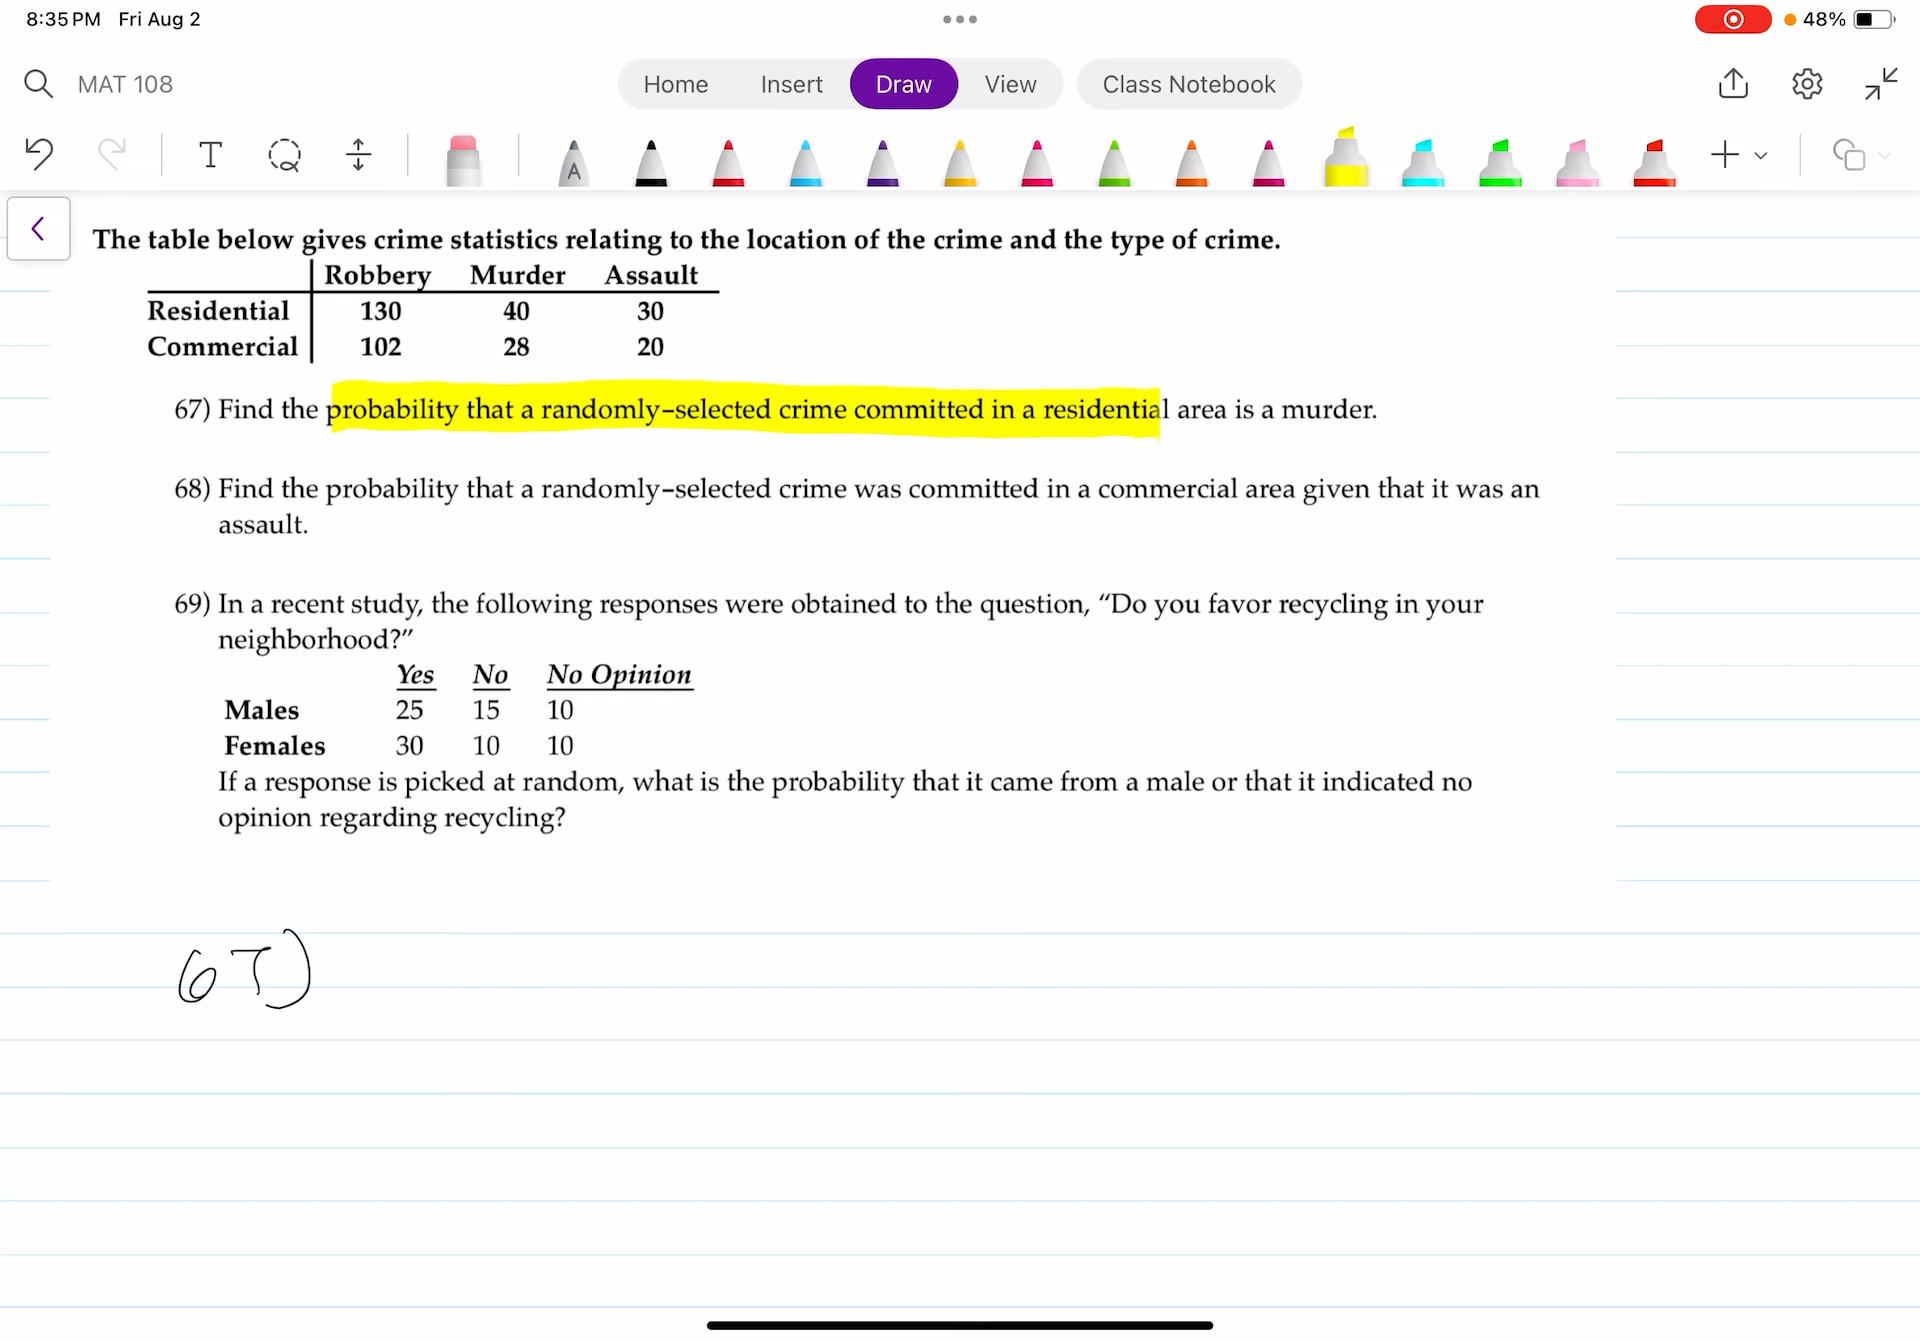 8:35 PM Fri Aug 2
48%
MAT 108
Home Insert Draw View Class Notebook
T A
The table below gives crime statistics relating to the location of the crime and the type of crime.
Robbery Murder Assault
Residential 130 40 30
Commercial 102 28 20
67) Find the probability that a randomly-selected crime committed in a residential area is a murder.
68) Find the probability that a randomly-selected crime was committed in a commercial area given that it was an
assault.
69) In a recent study, the following responses were obtained to the question, “Do you favor recycling in your
neighborhood?”
Yes No No Opinion
Males 25 15 10
Females 30 10 10
If a response is picked at random, what is the probability that it came from a male or that it indicated no
opinion regarding recycling?
67)